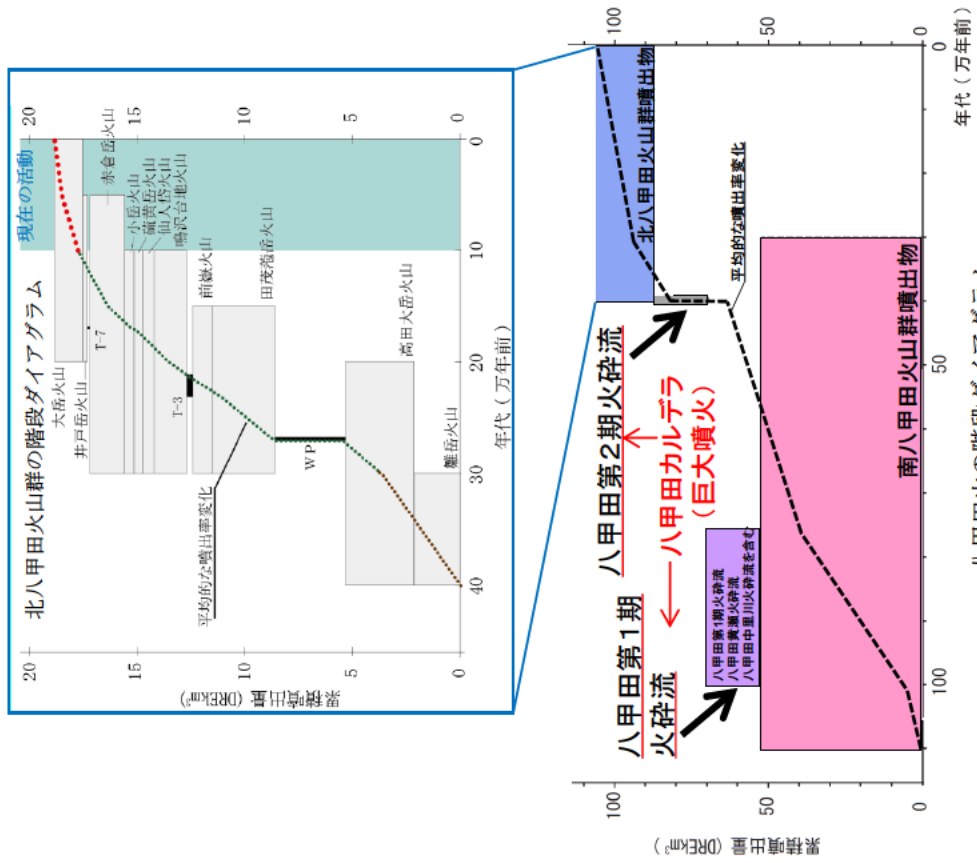 北八甲田火山群の階段ダイアグラム
現在の活動
累積噴出量 (DREkm³)
20
15
10
5
0
20
15
10
5
0
40
30
20
10
0
年代(万年前)
大岳火山
井戸岳火山
T-7
赤倉岳火山
小岳火山
硫黄岳火山
仙人岱火山
鳴沢台地火山
前嶽火山
T-3
田茂萢岳火山
平均的な噴出率変化
WP
高田大岳火山
雛岳火山
八甲田第1期
火砕流
八甲田第2期火砕流
八甲田カルデラ
(巨大噴火)
八甲田第1期火砕流
八甲田黄瀬火砕流
八甲田中里川火砕流を含む
北八甲田火山群噴出物
平均的な噴出率変化
南八甲田火山群噴出物
累積噴出量 (DREkm³)
100
50
0
100
50
0
100
50
0
年代(万年前)